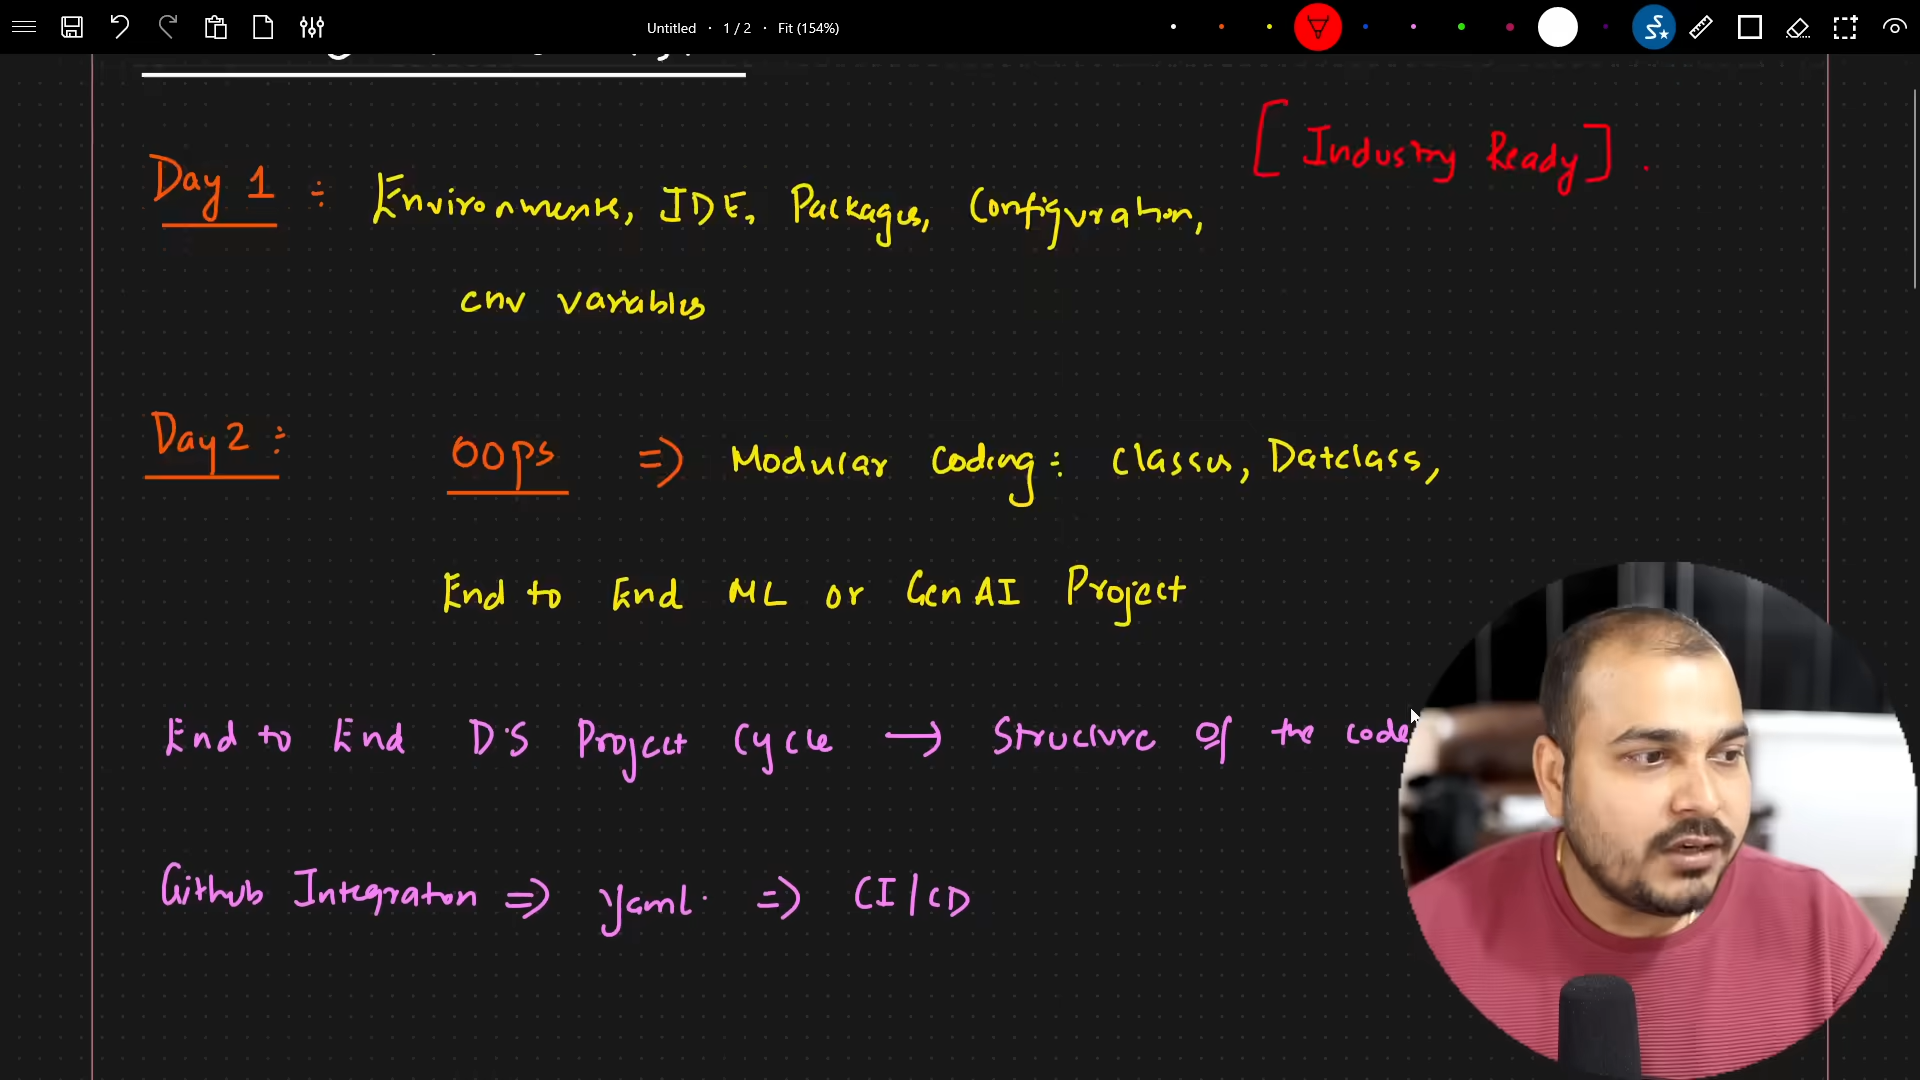 Untitled · 1 / 2 · Fit (154%)
[ Industry Ready ] .
Day 1 ÷ Environments, IDE, Packages, Configuration,
env variables
Day 2 : OOps => Modular Coding : Classes, Datclass,
End to End ML or Gen AI Project
End to End D.S Project Cycle → Structure of the code
Github Integration => yaml. => CI/CD